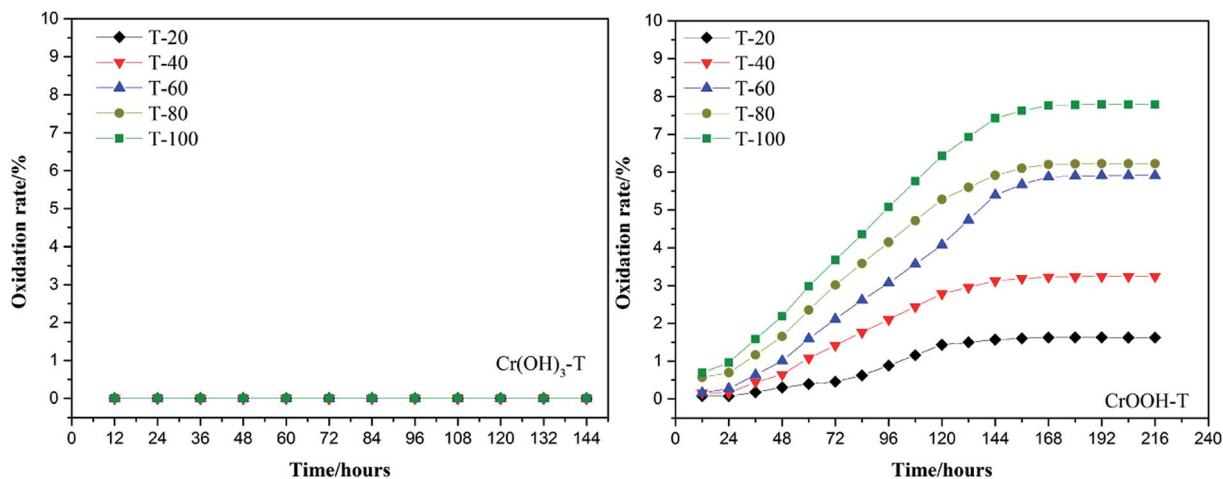 10
9
8
7
6
5
4
3
2
1
0
Oxidation rate/%
T-20
T-40
T-60
T-80
T-100
Cr(OH)₃-T
0 12 24 36 48 60 72 84 96 108 120 132 144
Time/hours
10
9
8
7
6
5
4
3
2
1
0
Oxidation rate/%
T-20
T-40
T-60
T-80
T-100
CrOOH-T
0 24 48 72 96 120 144 168 192 216 240
Time/hours